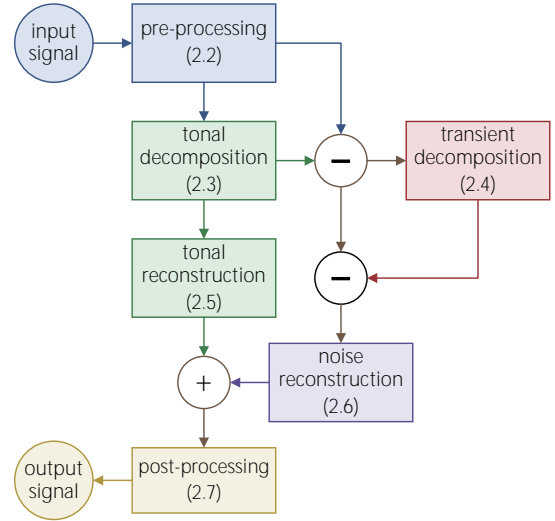 input
signal
pre-processing
(2.2)
tonal
decomposition
(2.3)
−
transient
decomposition
(2.4)
tonal
reconstruction
(2.5)
−
noise
reconstruction
(2.6)
+
output
signal
post-processing
(2.7)